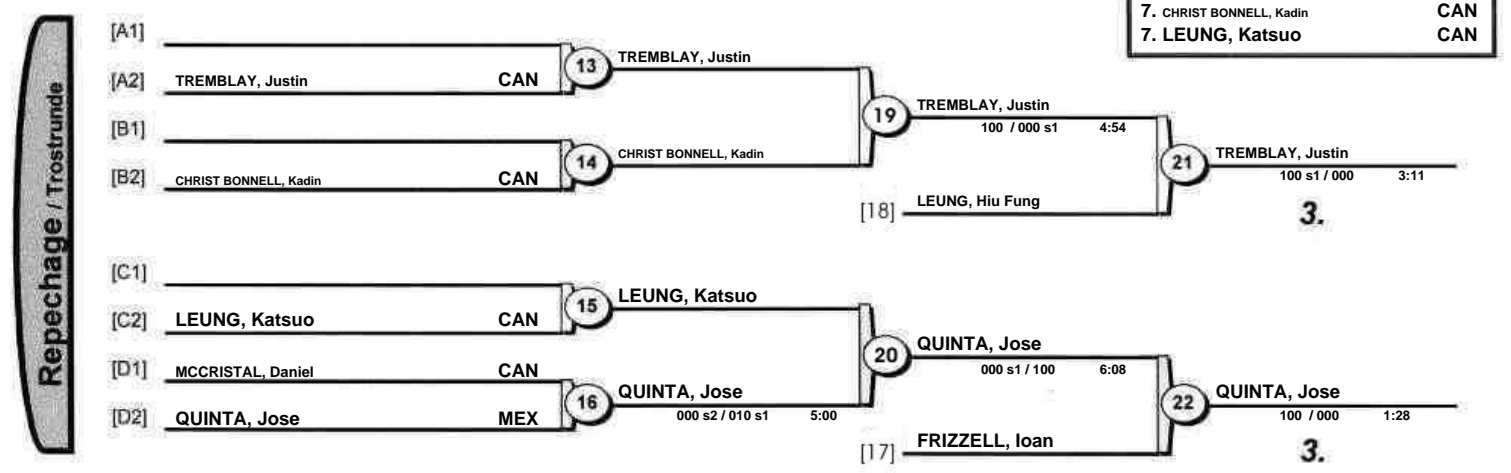 7. CHRIST BONNELL, Kadin CAN
7. LEUNG, Katsuo CAN
Repechage / Trostrunde
[A1]
[A2] TREMBLAY, Justin CAN
13 TREMBLAY, Justin
[B1]
[B2] CHRIST BONNELL, Kadin CAN
14 CHRIST BONNELL, Kadin
19 TREMBLAY, Justin
100 / 000 s1 4:54
[18] LEUNG, Hiu Fung
21 TREMBLAY, Justin
100 s1 / 000 3:11
3.
[C1]
[C2] LEUNG, Katsuo CAN
15 LEUNG, Katsuo
[D1] MCCRISTAL, Daniel CAN
[D2] QUINTA, Jose MEX
16 QUINTA, Jose
000 s2 / 010 s1 5:00
20 QUINTA, Jose
000 s1 / 100 6:08
[17] FRIZZELL, Ioan
22 QUINTA, Jose
100 / 000 1:28
3.